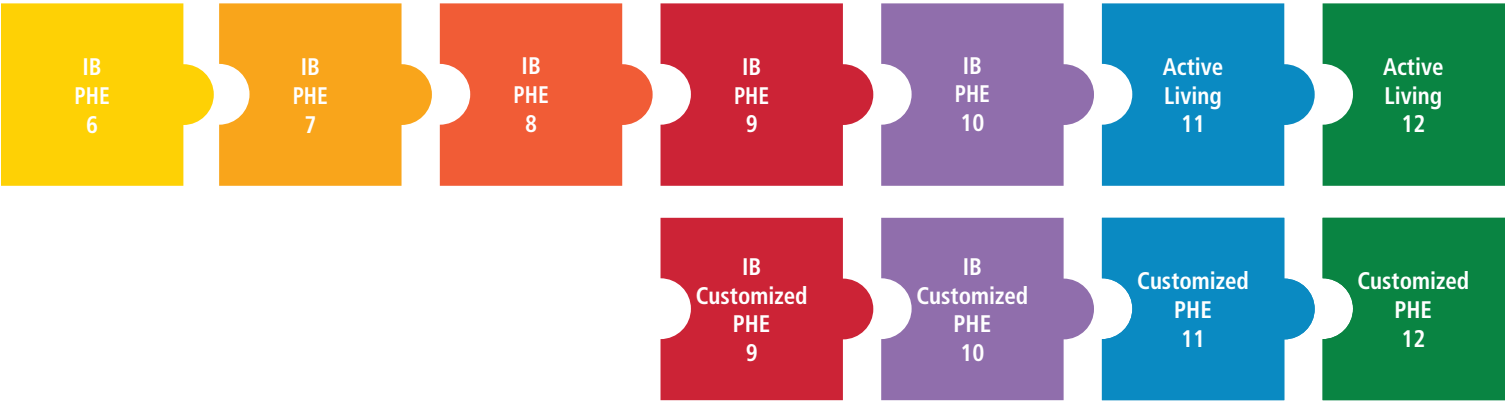 IB
PHE
6
IB
PHE
7
IB
PHE
8
IB
PHE
9
IB
PHE
10
Active
Living
11
Active
Living
12
IB
Customized
PHE
9
IB
Customized
PHE
10
Customized
PHE
11
Customized
PHE
12